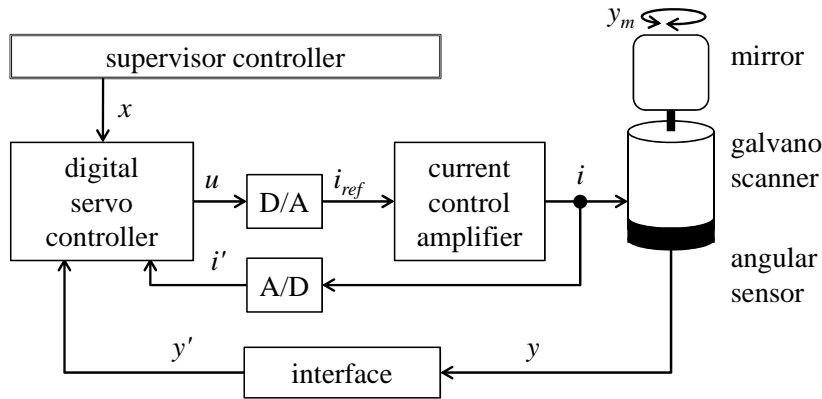 y_m
supervisor controller
mirror
x
digital
servo
controller
u
D/A
i_ref
current
control
amplifier
i
galvano
scanner
i'
A/D
angular
sensor
y'
interface
y